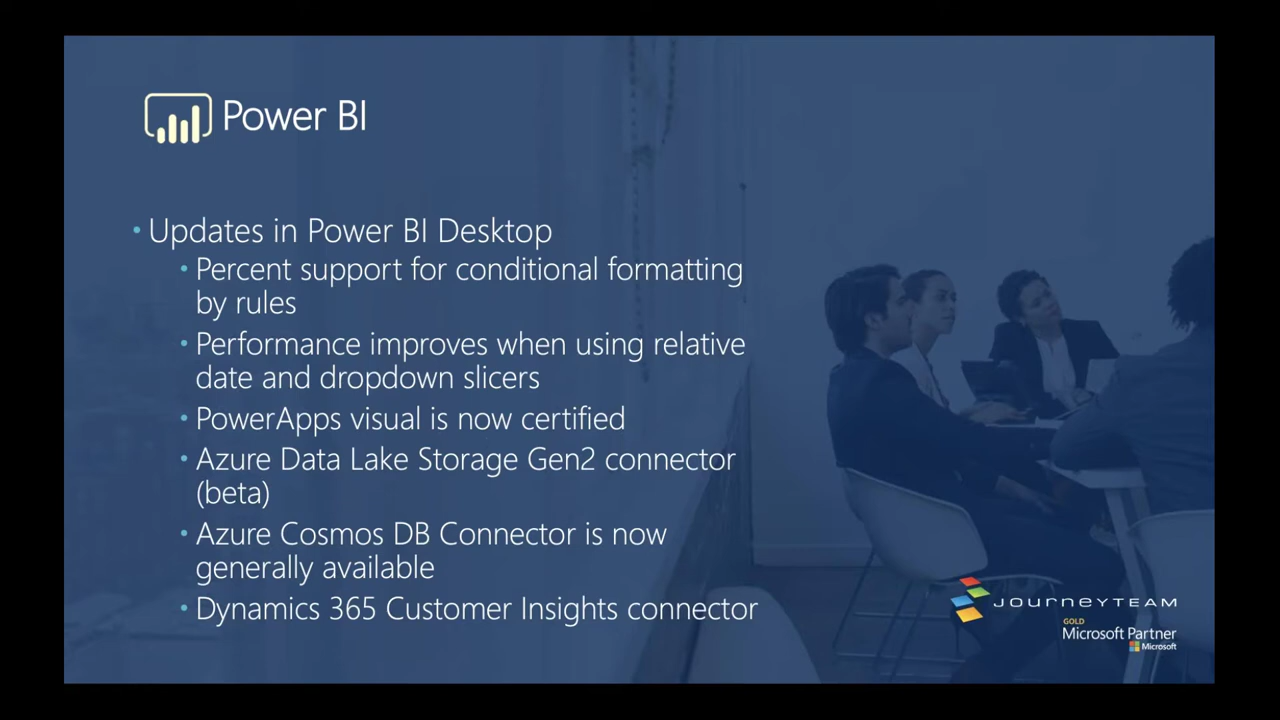 Power BI
• Updates in Power BI Desktop
• Percent support for conditional formatting
by rules
• Performance improves when using relative
date and dropdown slicers
• PowerApps visual is now certified
• Azure Data Lake Storage Gen2 connector
(beta)
• Azure Cosmos DB Connector is now
generally available
• Dynamics 365 Customer Insights connector
JOURNEYTEAM
GOLD
Microsoft Partner
Microsoft